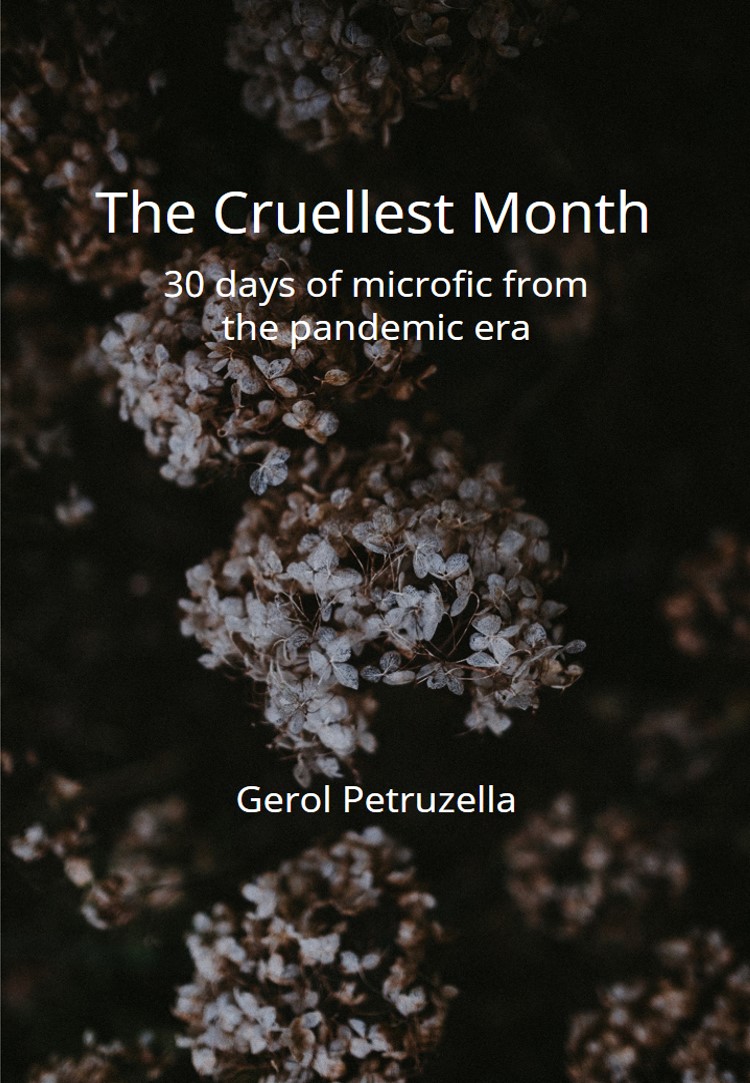 The Cruellest Month
30 days of microfic from
the pandemic era
Gerol Petruzella